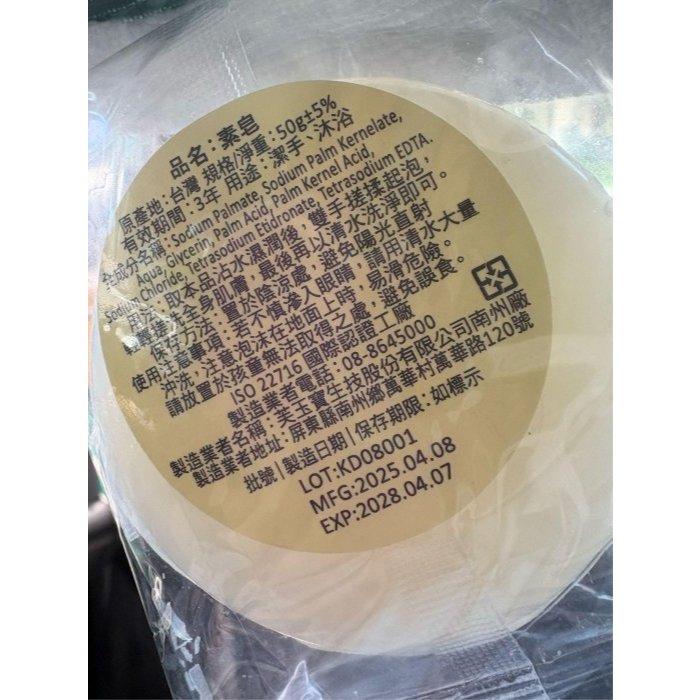 品名：素皂
原產地：台灣 規格/淨重：50g±5%
有效期間：3年 用途：潔手、沐浴
全成分名稱：Sodium Palmate, Sodium Palm Kernelate,
Aqua, Glycerin, Palm Acid, Palm Kernel Acid,
Sodium Chloride, Tetrasodium Etidronate, Tetrasodium EDTA.
用法：取本品沾水濕潤後，雙手搓揉起泡，
輕輕搓洗全身肌膚，最後再以清水洗淨即可。
保存方法：置於陰涼處，避免陽光直射
使用注意事項：若不慎滲入眼睛，請用清水大量
沖洗，注意泡沫在地面上時，易滑危險。
請放置於孩童無法取得之處，避免誤食。
ISO 22716 國際認證工廠
製造業者電話：08-8645000
製造業者名稱：芙玉寶生技股份有限公司南州廠
製造業者地址：屏東縣南州鄉萬華村萬華路120號
批號|製造日期|保存期限：如標示
LOT:KD08001
MFG:2025.04.08
EXP:2028.04.07